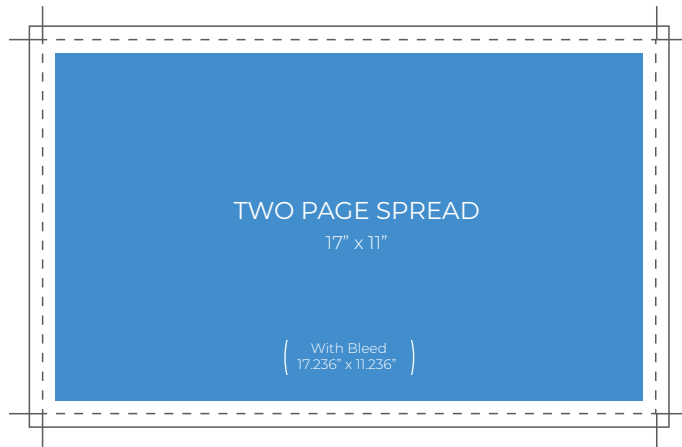 TWO PAGE SPREAD
17” x 11”
( With Bleed
17.236” x 11.236” )